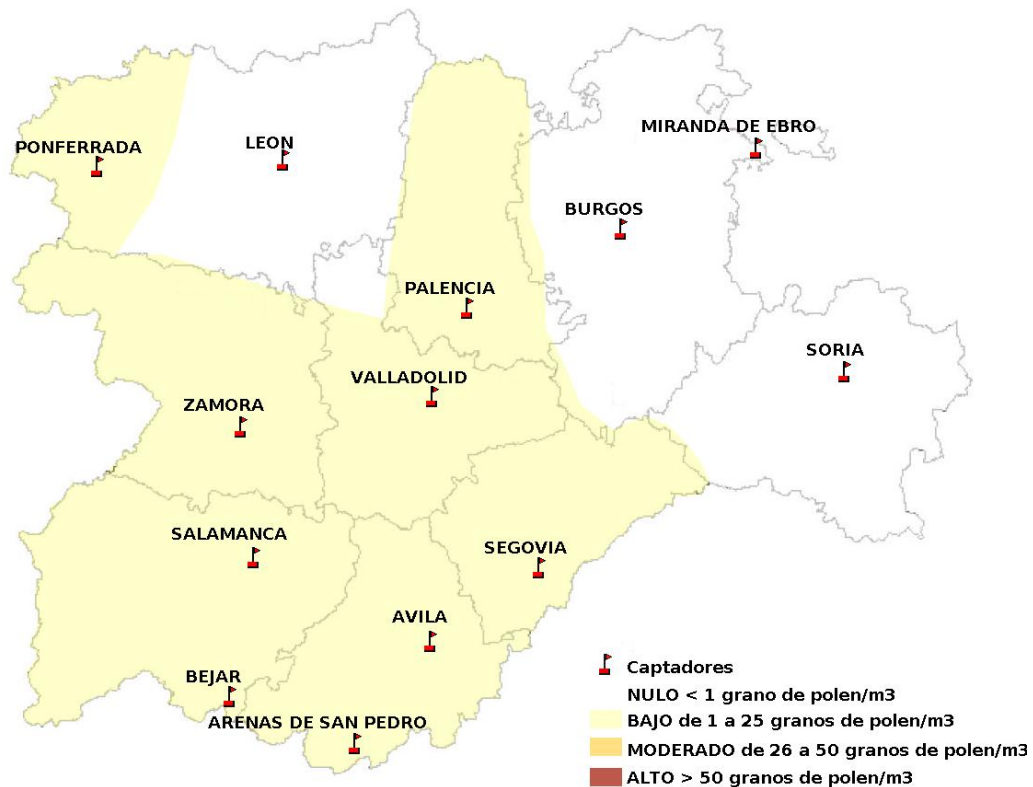 MIRANDA DE EBRO
PONFERRADA
LEON
BURGOS
PALENCIA
SORIA
VALLADOLID
ZAMORA
SALAMANCA
SEGOVIA
AVILA
BEJAR
ARENAS DE SAN PEDRO
Captadores
NULO < 1 grano de polen/m3
BAJO de 1 a 25 granos de polen/m3
MODERADO de 26 a 50 granos de polen/m3
ALTO > 50 granos de polen/m3